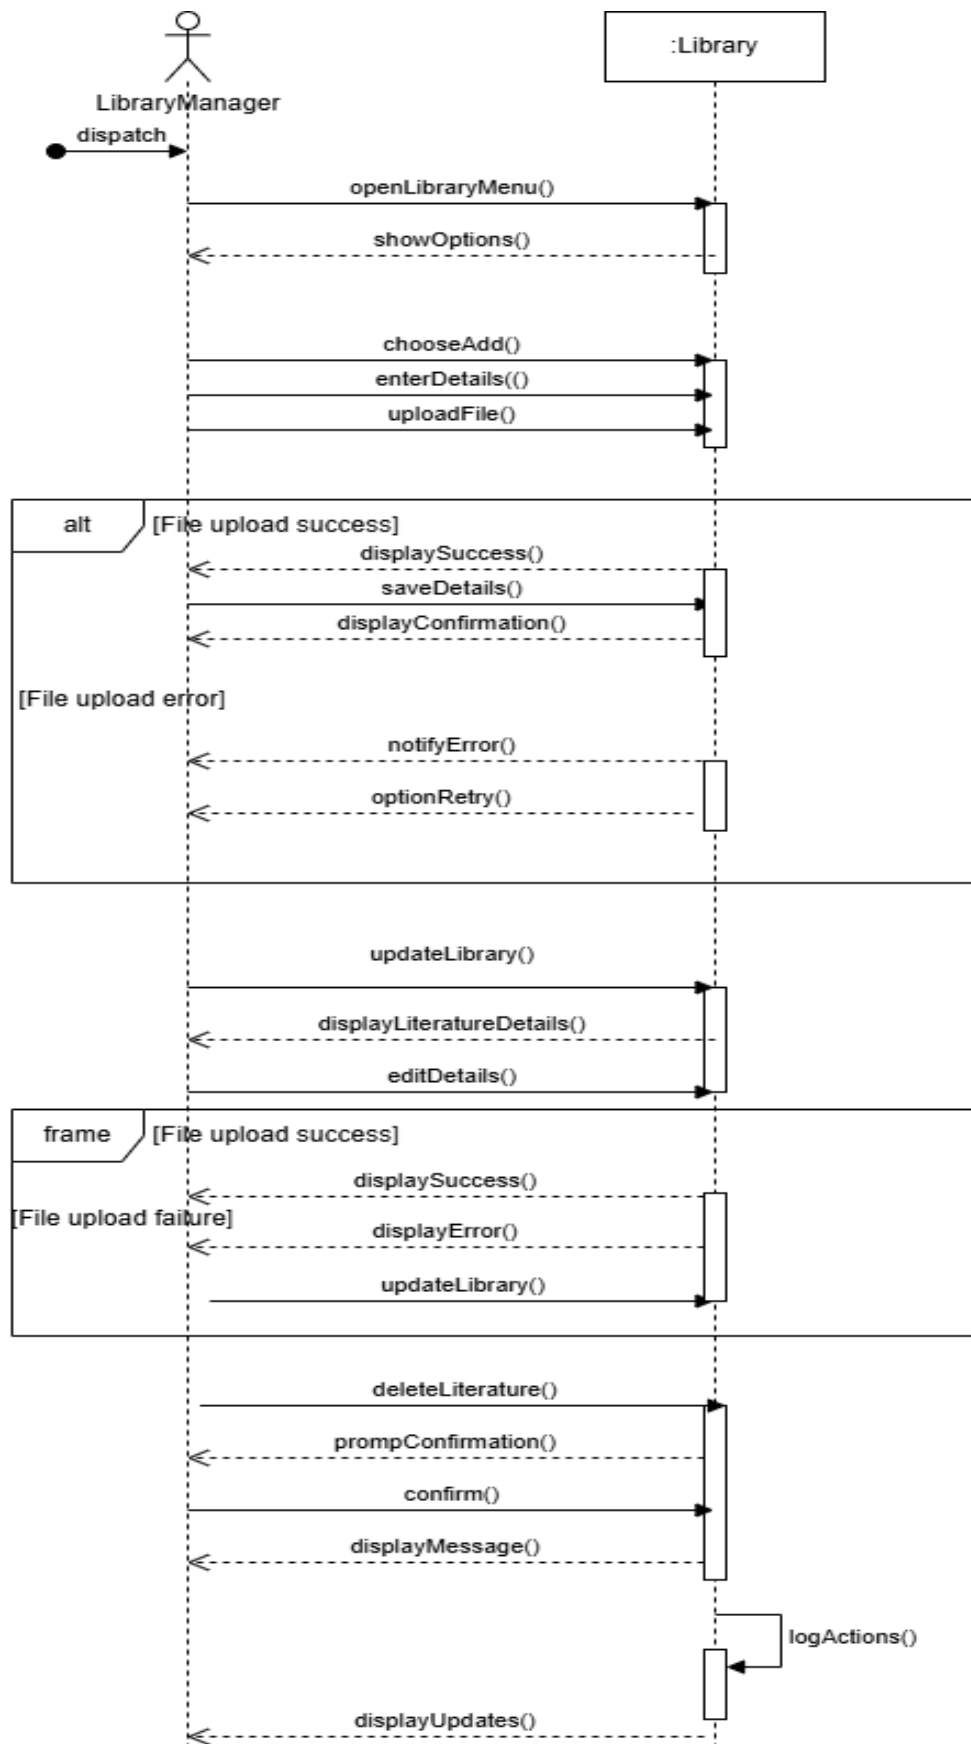 :Library
LibraryManager
dispatch
openLibraryMenu()
showOptions()
chooseAdd()
enterDetails(()
uploadFile()
alt [File upload success]
displaySuccess()
saveDetails()
displayConfirmation()
[File upload error]
notifyError()
optionRetry()
updateLibrary()
displayLiteratureDetails()
editDetails()
frame [File upload success]
displaySuccess()
[File upload failure]
displayError()
updateLibrary()
deleteLiterature()
prompConfirmation()
confirm()
displayMessage()
logActions()
displayUpdates()